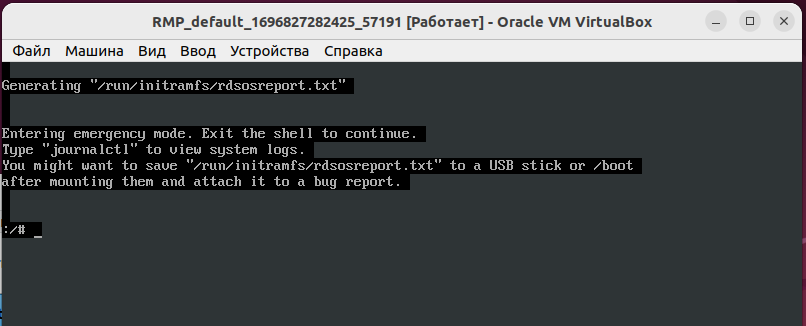 RMP_default_1696827282425_57191 [Работает] - Oracle VM VirtualBox
Файл Машина Вид Ввод Устройства Справка
Generating "/run/initramfs/rdsosreport.txt"
Entering emergency mode. Exit the shell to continue.
Type "journalctl" to view system logs.
You might want to save "/run/initramfs/rdsosreport.txt" to a USB stick or /boot
after mounting them and attach it to a bug report.
:/# _